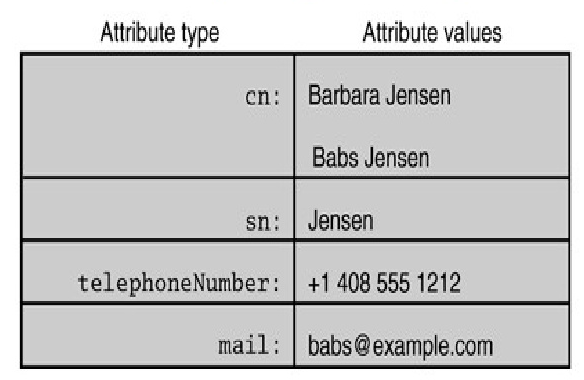 Attribute type Attribute values
cn: Barbara Jensen
Babs Jensen
sn: Jensen
telephoneNumber: +1 408 555 1212
mail: babs@example.com